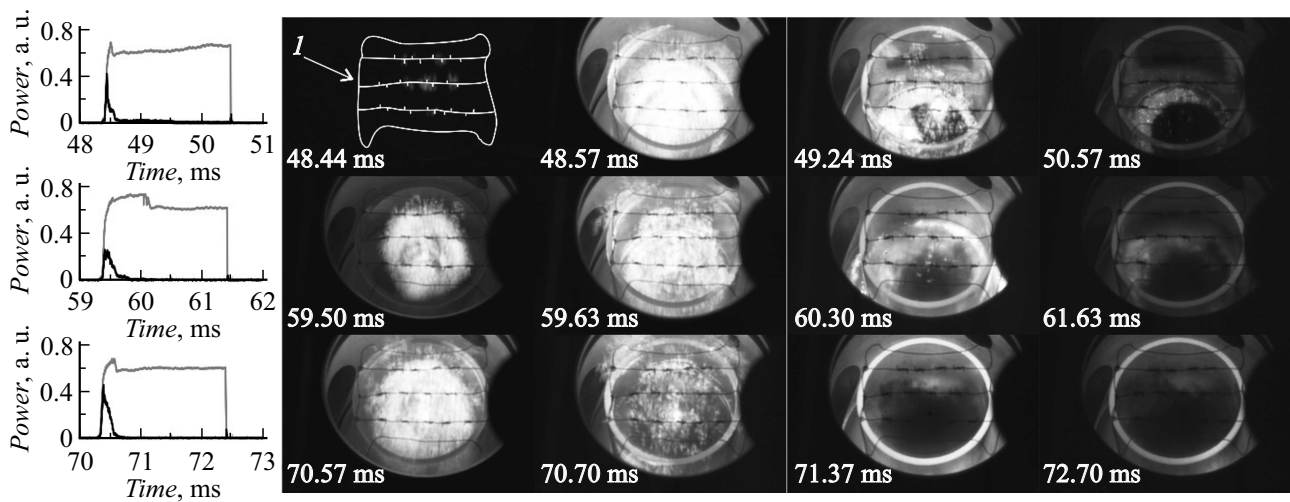 Power, a. u.
0.8
0.4
0
48 49 50 51
Time, ms
1
48.44 ms
48.57 ms
49.24 ms
50.57 ms
Power, a. u.
0.8
0.4
0
59 60 61 62
Time, ms
59.50 ms
59.63 ms
60.30 ms
61.63 ms
Power, a. u.
0.8
0.4
0
70 71 72 73
Time, ms
70.57 ms
70.70 ms
71.37 ms
72.70 ms